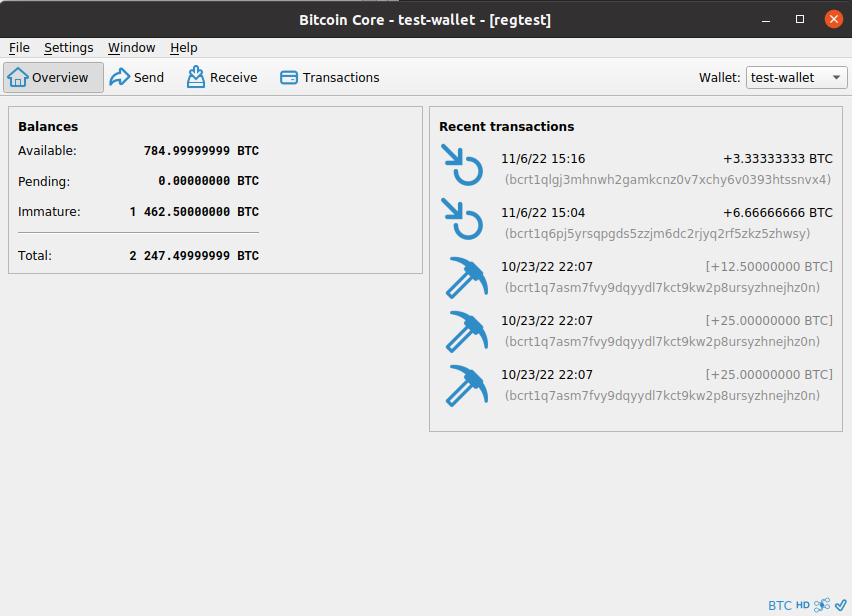 Bitcoin Core - test-wallet - [regtest]
File Settings Window Help
Overview Send Receive Transactions Wallet: test-wallet
Balances
Available: 784.99999999 BTC
Pending: 0.00000000 BTC
Immature: 1 462.50000000 BTC
Total: 2 247.49999999 BTC
Recent transactions
11/6/22 15:16 +3.33333333 BTC
(bcrt1qlgj3mhnwh2gamkcnz0v7xchy6v0393htssnvx4)
11/6/22 15:04 +6.66666666 BTC
(bcrt1q6pj5yrsqpgds5zzjm6dc2rjyq2rf5zkz5zhwsy)
10/23/22 22:07 [+12.50000000 BTC]
(bcrt1q7asm7fvy9dqyydl7kct9kw2p8ursyzhnejhz0n)
10/23/22 22:07 [+25.00000000 BTC]
(bcrt1q7asm7fvy9dqyydl7kct9kw2p8ursyzhnejhz0n)
10/23/22 22:07 [+25.00000000 BTC]
(bcrt1q7asm7fvy9dqyydl7kct9kw2p8ursyzhnejhz0n)
BTC HD